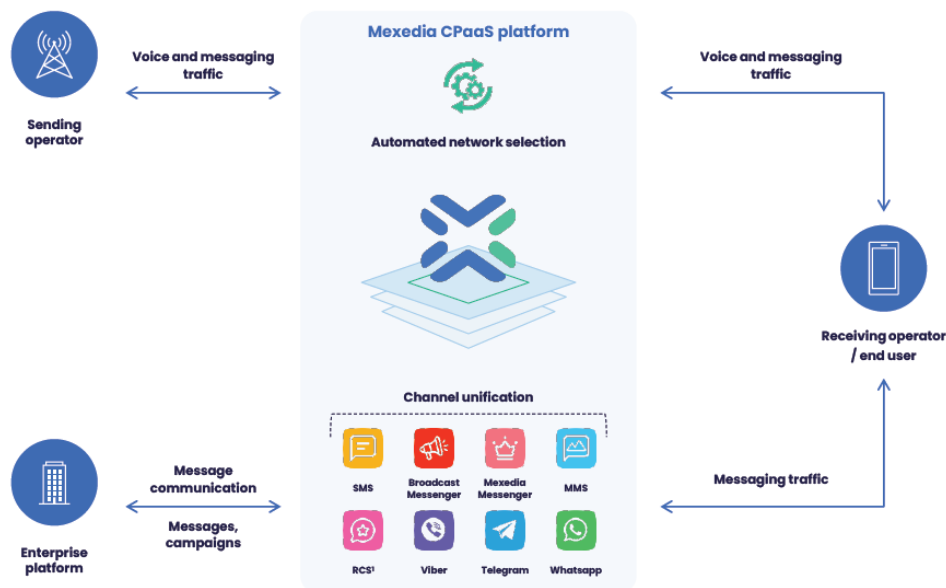 Mexedia CPaaS platform
Voice and messaging
traffic
Voice and messaging
traffic
Sending
operator
Automated network selection
Receiving operator
/ end user
Channel unification
SMS
Broadcast
Messenger
Mexedia
Messenger
MMS
Message
communication
Messages,
campaigns
Messaging traffic
Enterprise
platform
RCS¹
Viber
Telegram
Whatsapp